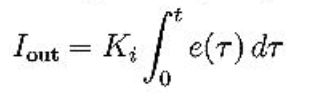 I_out = K_i ∫_0^t e(τ) dτ